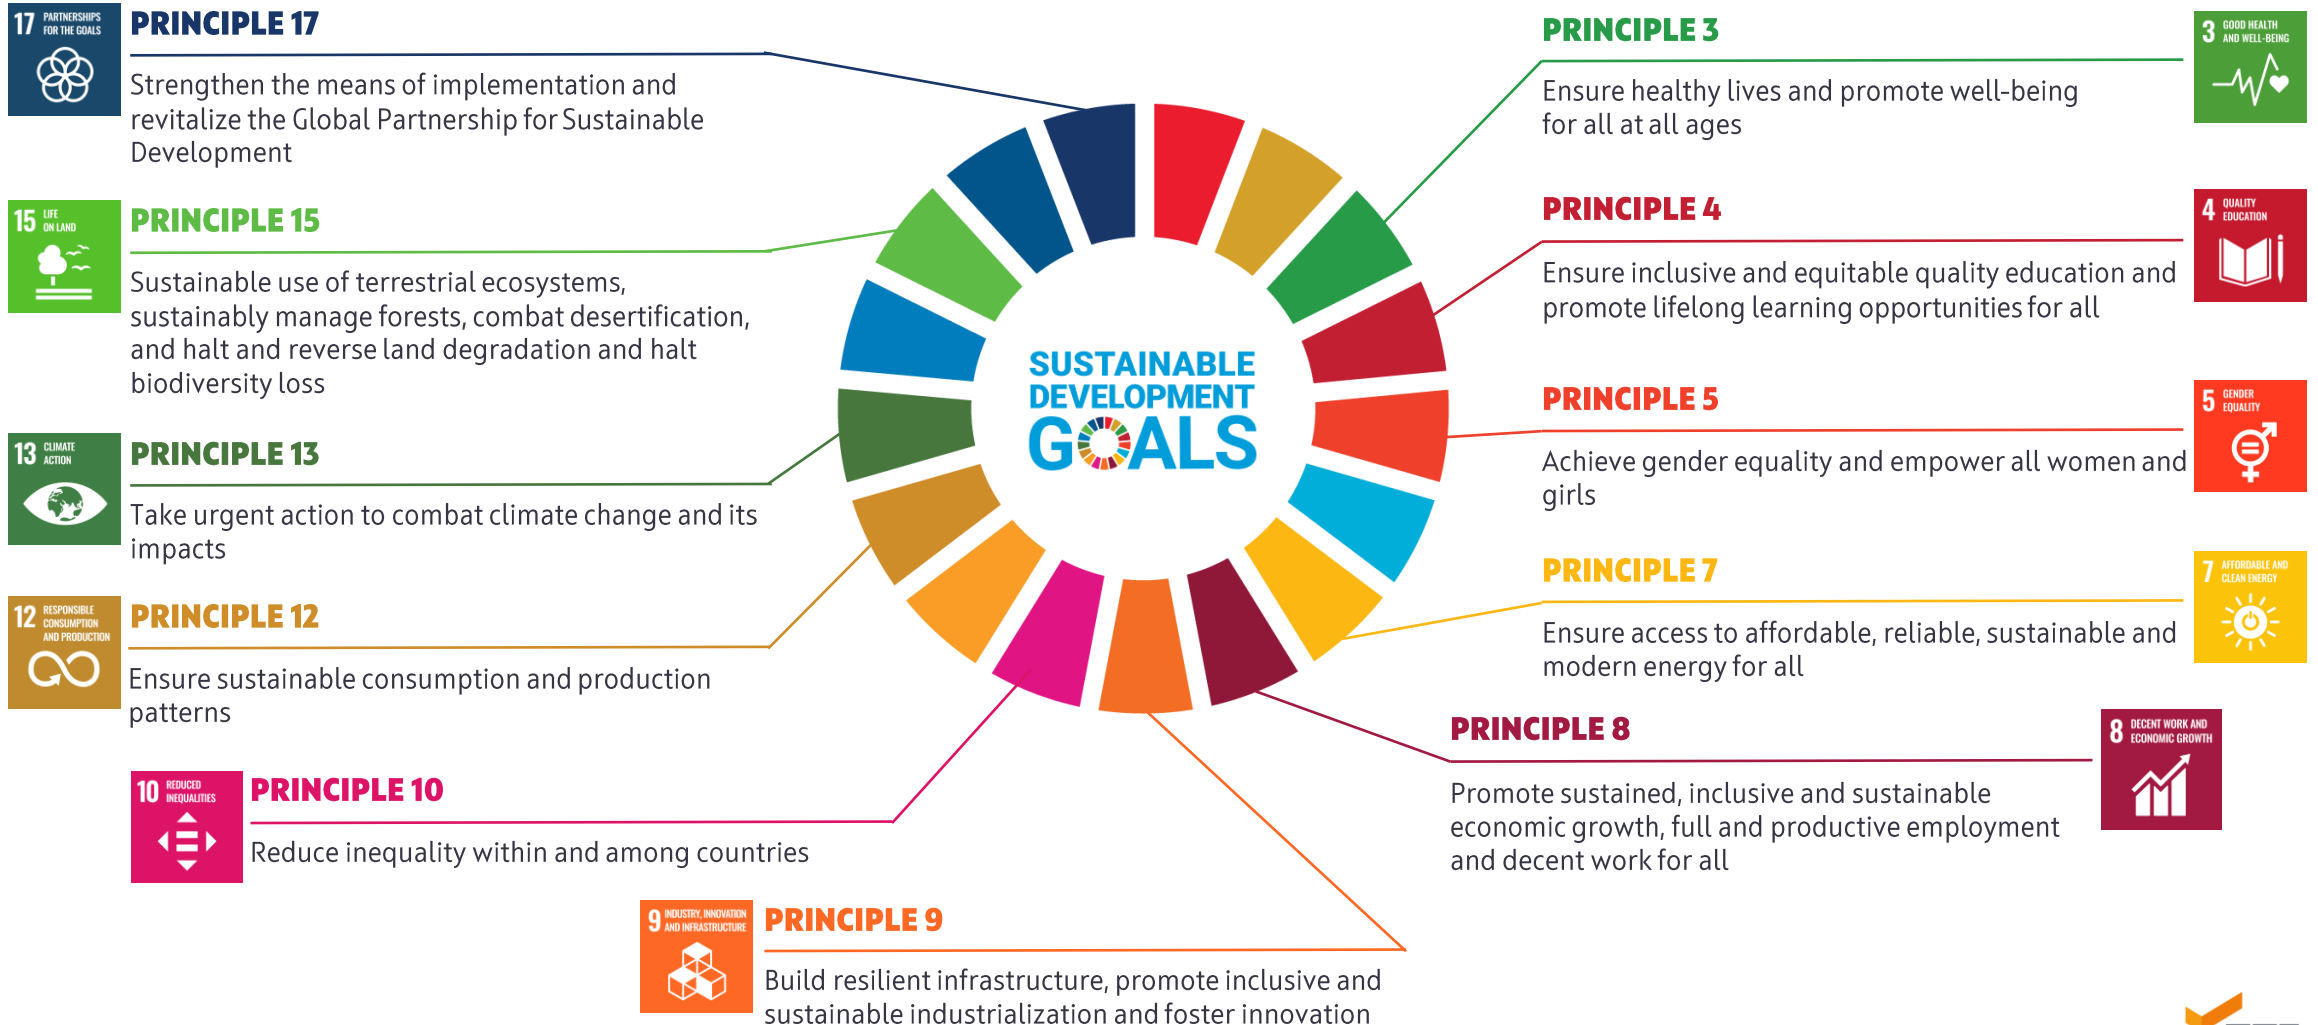 17 PARTNERSHIPS
FOR THE GOALS
PRINCIPLE 17
Strengthen the means of implementation and
revitalize the Global Partnership for Sustainable
Development
15 LIFE
ON LAND
PRINCIPLE 15
Sustainable use of terrestrial ecosystems,
sustainably manage forests, combat desertification,
and halt and reverse land degradation and halt
biodiversity loss
13 CLIMATE
ACTION
PRINCIPLE 13
Take urgent action to combat climate change and its
impacts
12 RESPONSIBLE
CONSUMPTION
AND PRODUCTION
PRINCIPLE 12
Ensure sustainable consumption and production
patterns
10 REDUCED
INEQUALITIES
PRINCIPLE 10
Reduce inequality within and among countries
9 INDUSTRY, INNOVATION
AND INFRASTRUCTURE
PRINCIPLE 9
Build resilient infrastructure, promote inclusive and
sustainable industrialization and foster innovation
SUSTAINABLE
DEVELOPMENT
GOALS
PRINCIPLE 3
3 GOOD HEALTH
AND WELL-BEING
Ensure healthy lives and promote well-being
for all at all ages
PRINCIPLE 4
4 QUALITY
EDUCATION
Ensure inclusive and equitable quality education and
promote lifelong learning opportunities for all
PRINCIPLE 5
5 GENDER
EQUALITY
Achieve gender equality and empower all women and
girls
PRINCIPLE 7
7 AFFORDABLE AND
CLEAN ENERGY
Ensure access to affordable, reliable, sustainable and
modern energy for all
PRINCIPLE 8
8 DECENT WORK AND
ECONOMIC GROWTH
Promote sustained, inclusive and sustainable
economic growth, full and productive employment
and decent work for all